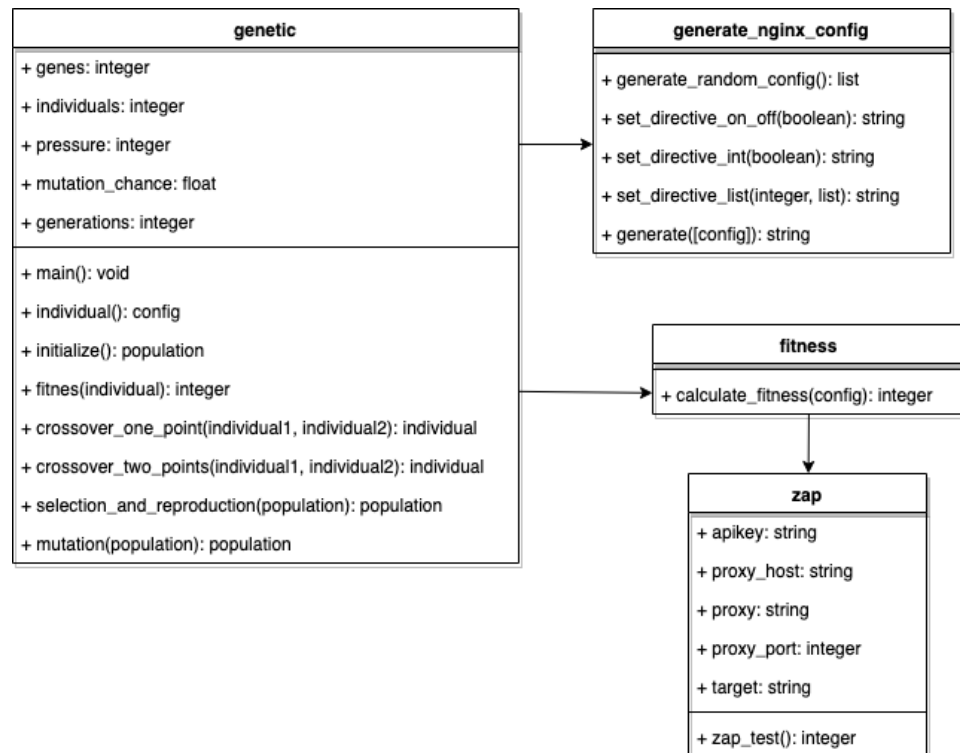 genetic
+ genes: integer
+ individuals: integer
+ pressure: integer
+ mutation_chance: float
+ generations: integer
+ main(): void
+ individual(): config
+ initialize(): population
+ fitnes(individual): integer
+ crossover_one_point(individual1, individual2): individual
+ crossover_two_points(individual1, individual2): individual
+ selection_and_reproduction(population): population
+ mutation(population): population
generate_nginx_config
+ generate_random_config(): list
+ set_directive_on_off(boolean): string
+ set_directive_int(boolean): string
+ set_directive_list(integer, list): string
+ generate([config]): string
fitness
+ calculate_fitness(config): integer
zap
+ apikey: string
+ proxy_host: string
+ proxy: string
+ proxy_port: integer
+ target: string
+ zap_test(): integer